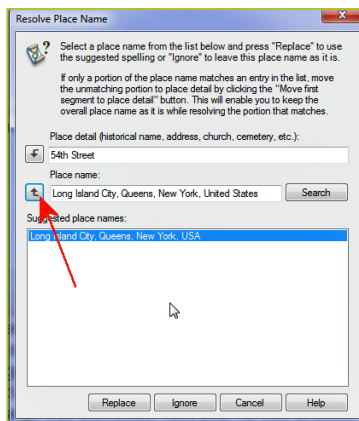 Resolve Place Name
Select a place name from the list below and press "Replace" to use
the suggested spelling or "Ignore" to leave this place name as it is.
If only a portion of the place name matches an entry in the list, move
the unmatching portion to place detail by clicking the "Move first
segment to place detail" button. This will enable you to keep the
overall place name as it is while resolving the portion that matches.
Place detail (historical name, address, church, cemetery, etc.):
54th Street
Place name:
Long Island City, Queens, New York, United States
Search
Suggested place names:
Long Island City, Queens, New York, USA
Replace
Ignore
Cancel
Help